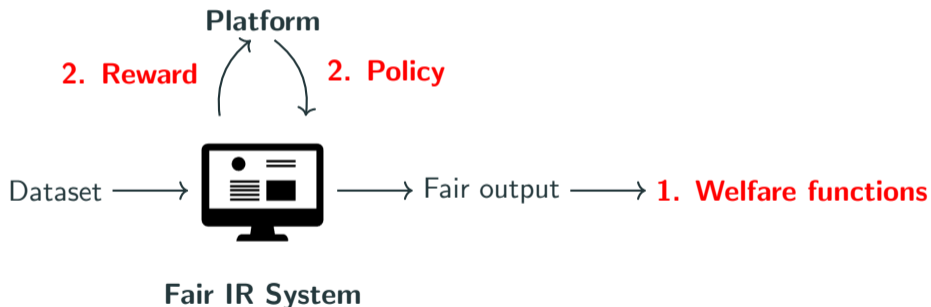 Platform
2. Reward
2. Policy
Dataset
Fair output
1. Welfare functions
Fair IR System